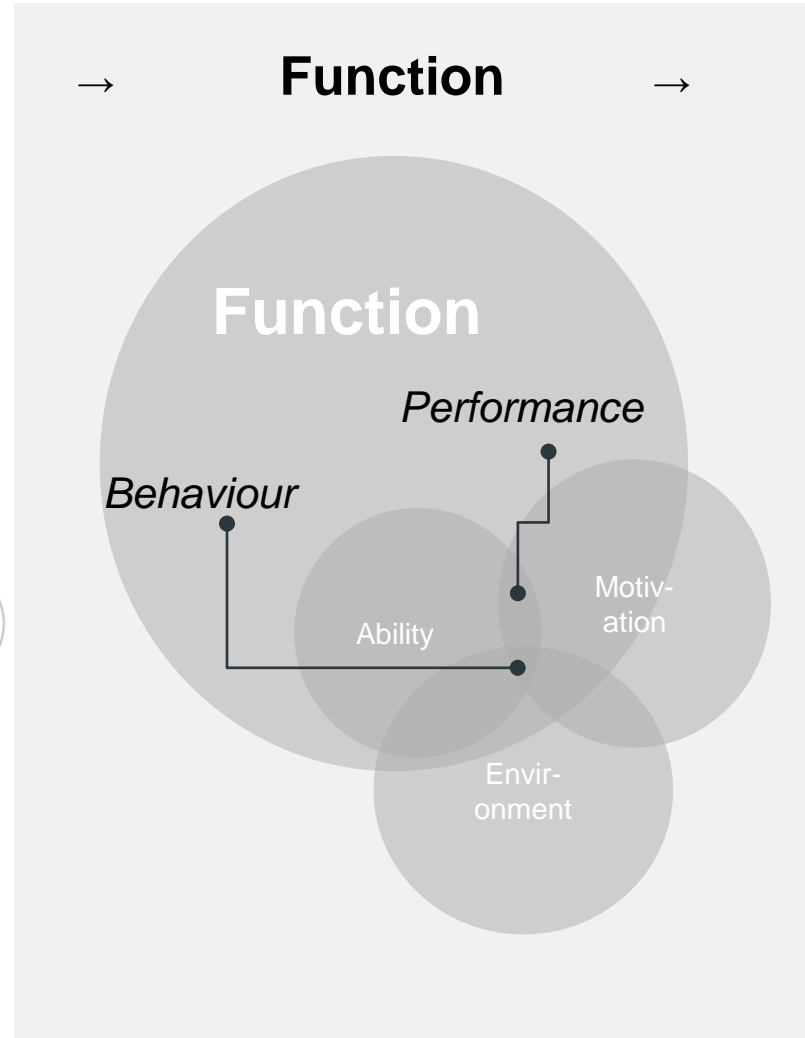 → Function →
Function
Performance
Behaviour
Motiv-
ation
Ability
Envir-
onment